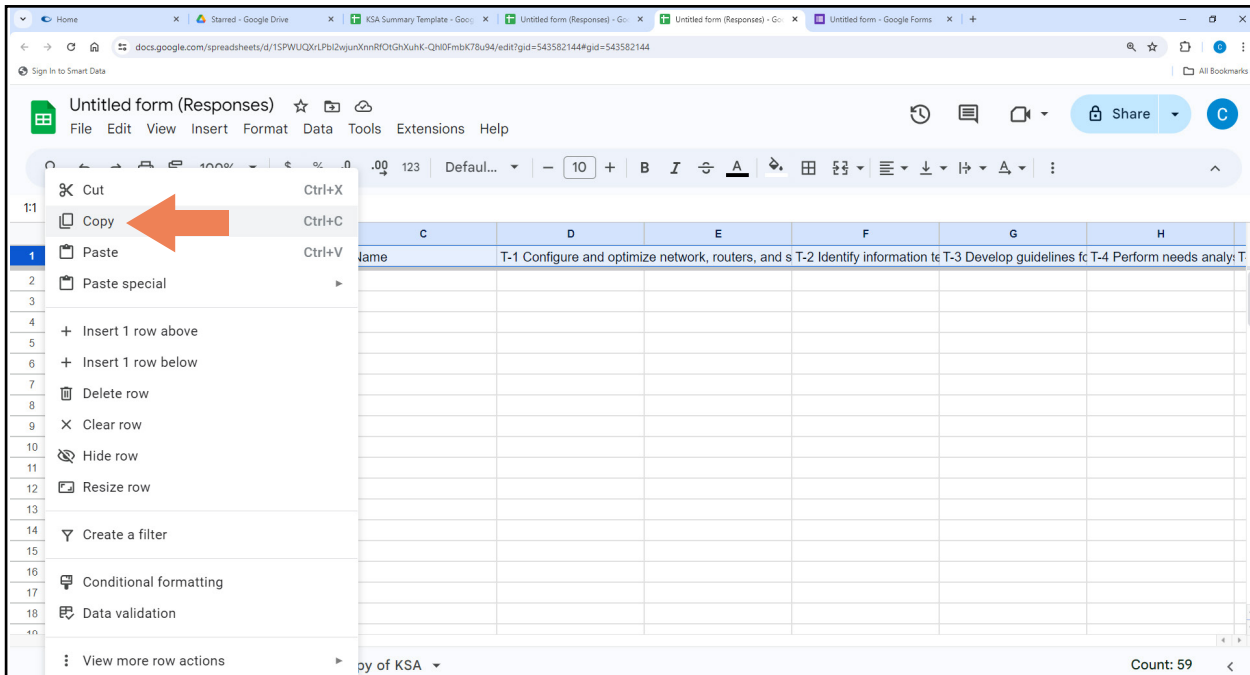 Home
Starred - Google Drive
KSA Summary Template - Goog
Untitled form (Responses) - Go
Untitled form (Responses) - Go
Untitled form - Google Forms
docs.google.com/spreadsheets/d/1SPWUQXrLPbI2wjunXnnRfOtGhXuhK-QhI0FmbK78u94/edit?gid=543582144#gid=543582144
C
Sign In to Smart Data
All Bookmarks
Untitled form (Responses)
File Edit View Insert Format Data Tools Extensions Help
Share
C
.00 123 Defaul... − 10 + B I A
Cut Ctrl+X
1:1
Copy Ctrl+C
C D E F G H
Paste Ctrl+V
1 Name T-1 Configure and optimize network, routers, and s T-2 Identify information te T-3 Develop guidelines fo T-4 Perform needs analys T-
2
Paste special
3
4
Insert 1 row above
5
6
Insert 1 row below
7
Delete row
8
9
Clear row
10
Hide row
11
12
Resize row
13
14
Create a filter
15
16
Conditional formatting
17
18
Data validation
19
View more row actions
py of KSA
Count: 59